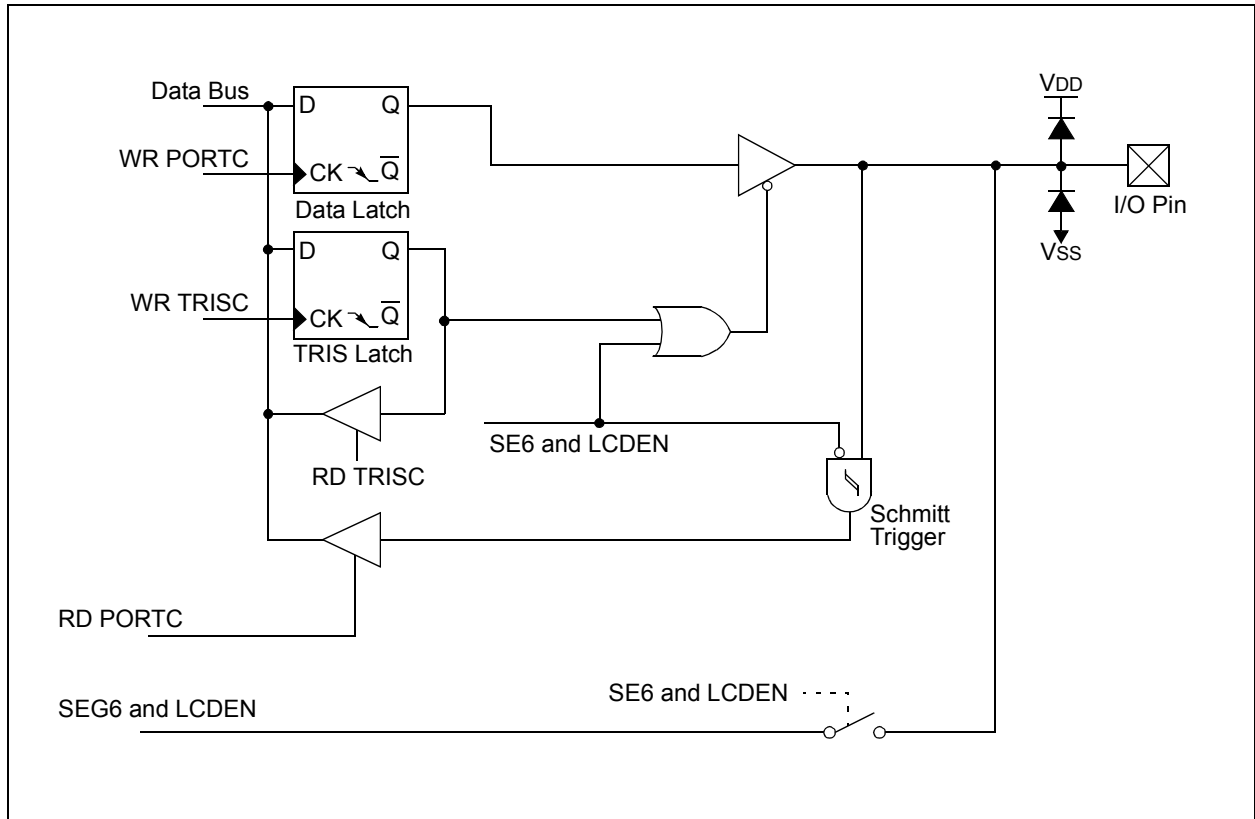 Data Bus
D Q
WR PORTC
CK Q
Data Latch
VDD
I/O Pin
VSS
D Q
WR TRISC
CK Q
TRIS Latch
SE6 and LCDEN
RD TRISC
Schmitt
Trigger
RD PORTC
SE6 and LCDEN
SEG6 and LCDEN